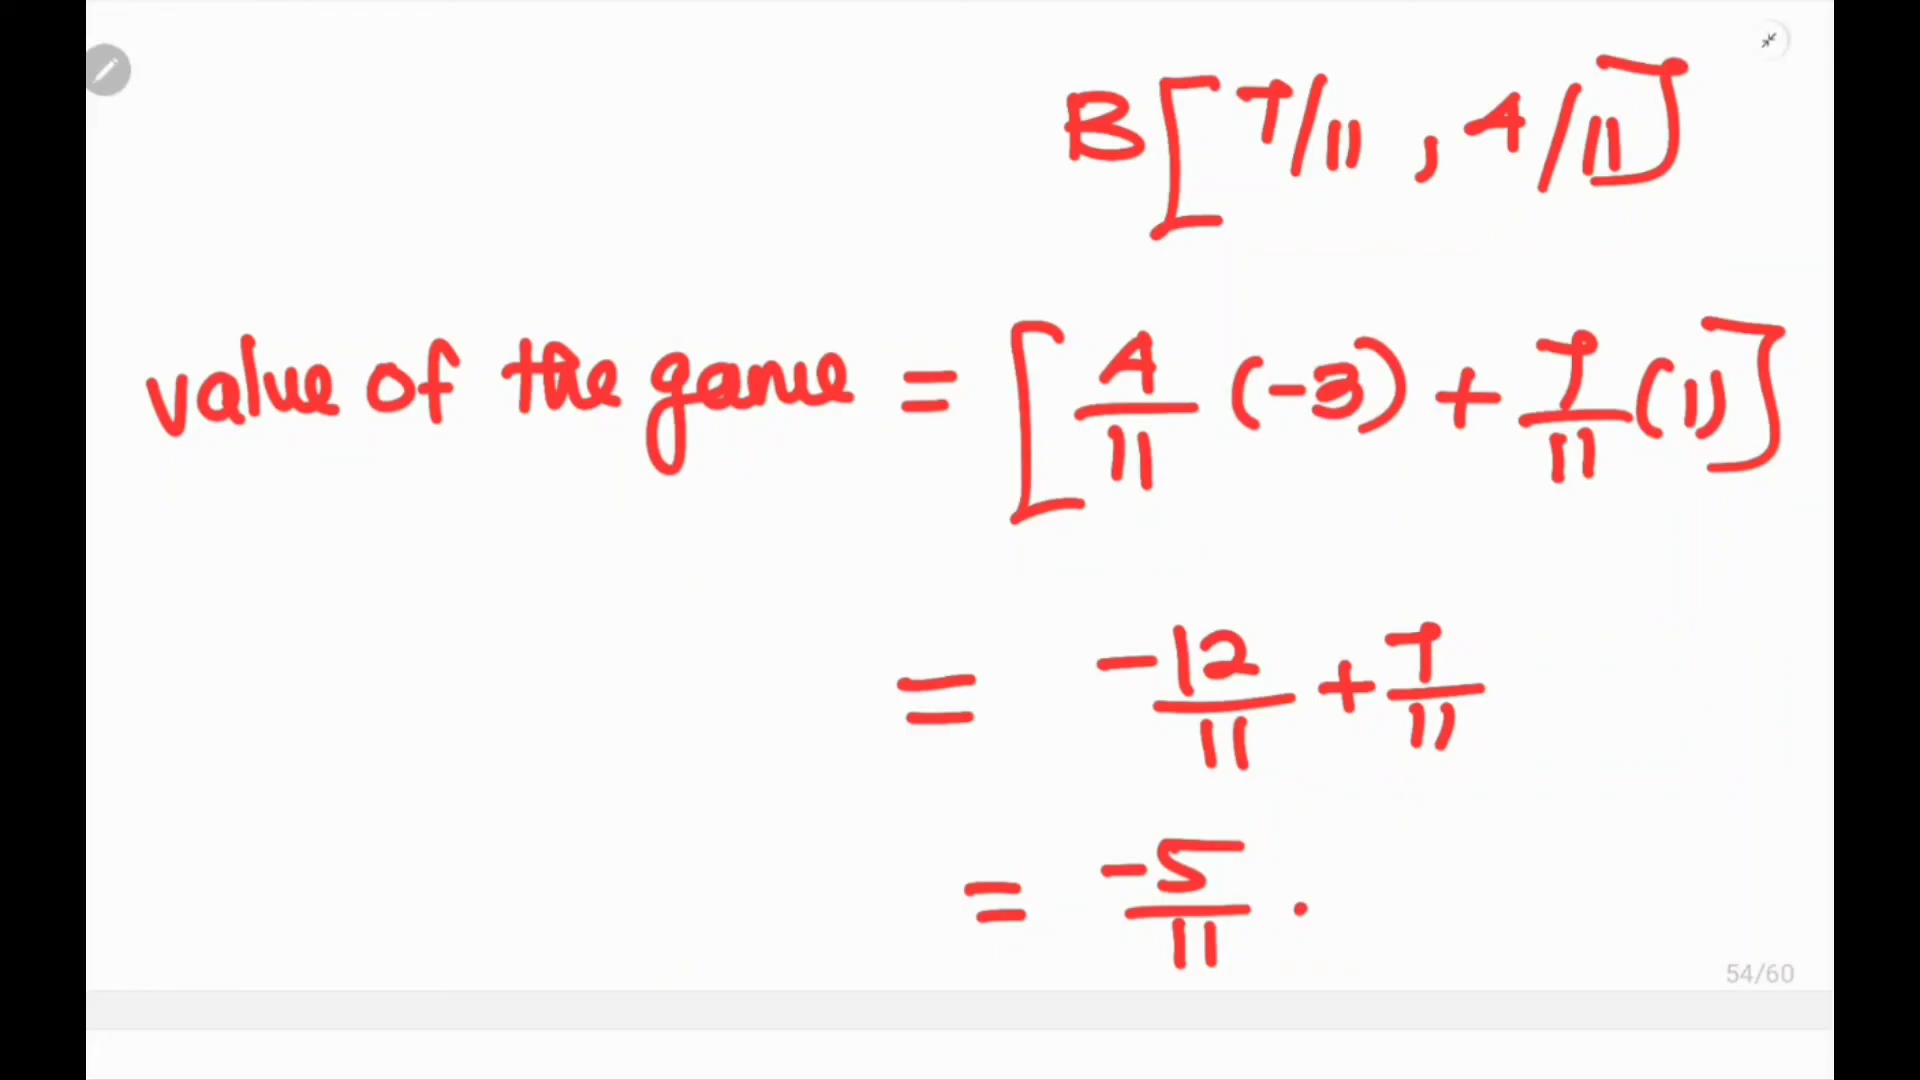 B[7/11, 4/11]
value of the game = [4/11 (-3) + 7/11 (1)]
= -12/11 + 7/11
= -5/11 .
54/60